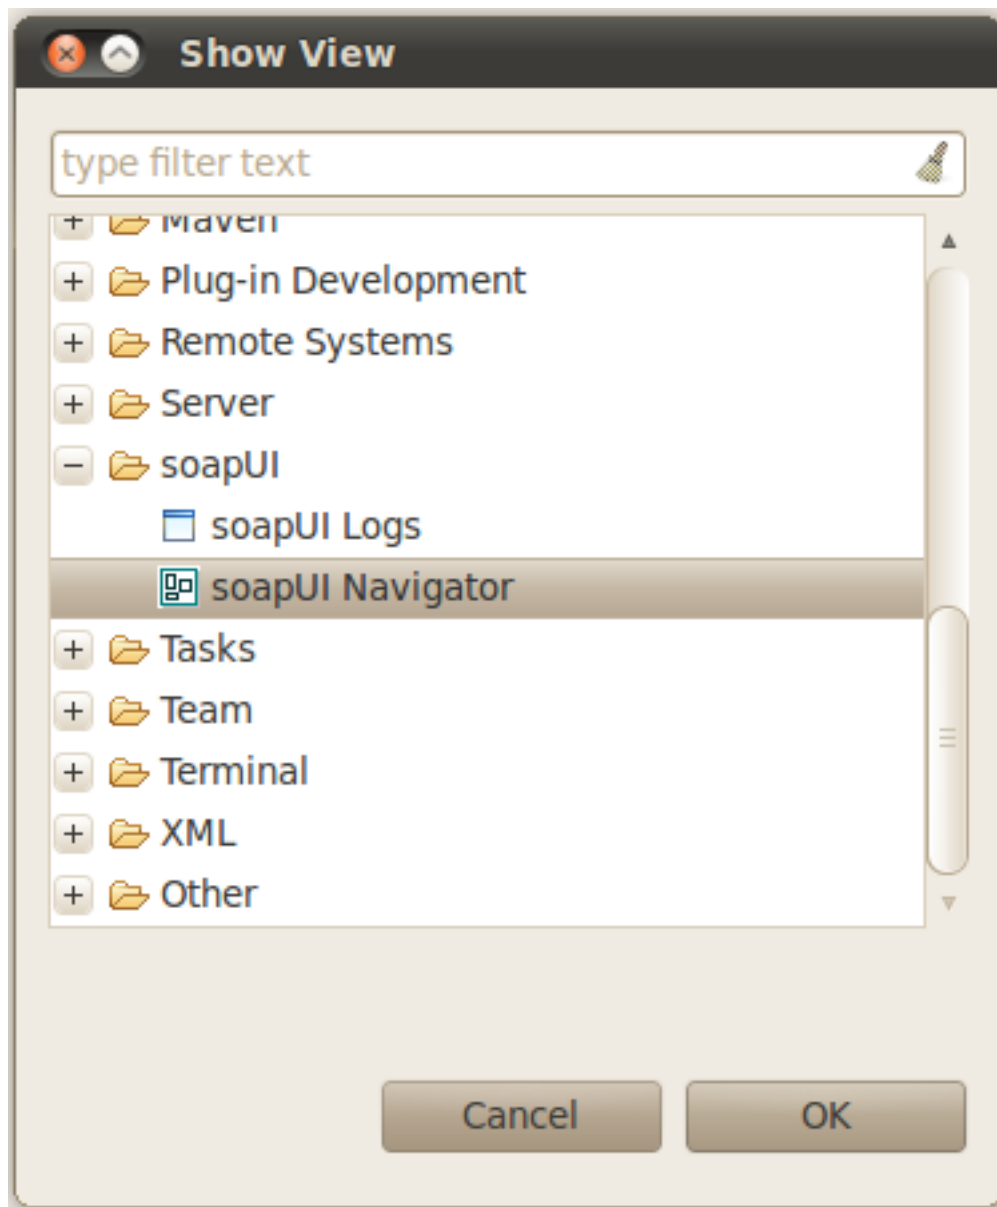 Show View
type filter text
Maven
Plug-in Development
Remote Systems
Server
soapUI
soapUI Logs
soapUI Navigator
Tasks
Team
Terminal
XML
Other
Cancel OK